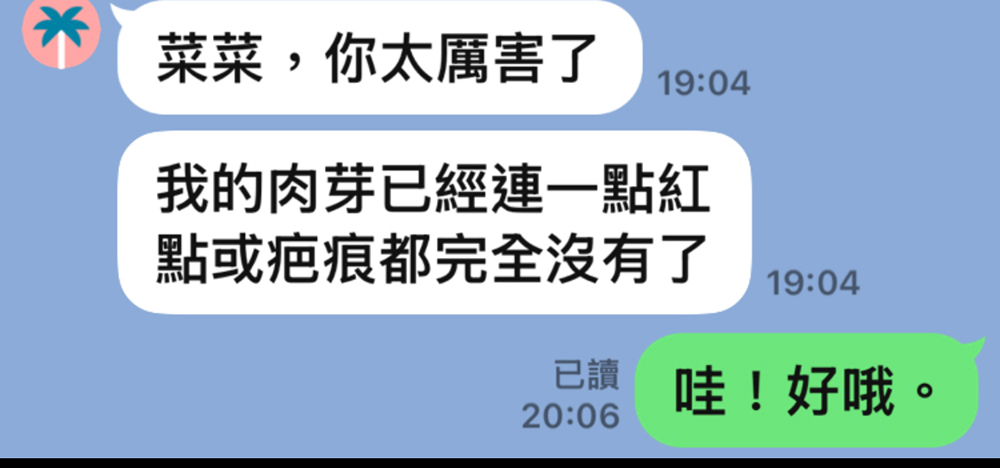 菜菜，你太厲害了
19:04
我的肉芽已經連一點紅
點或疤痕都完全沒有了
19:04
已讀
20:06
哇！好哦。